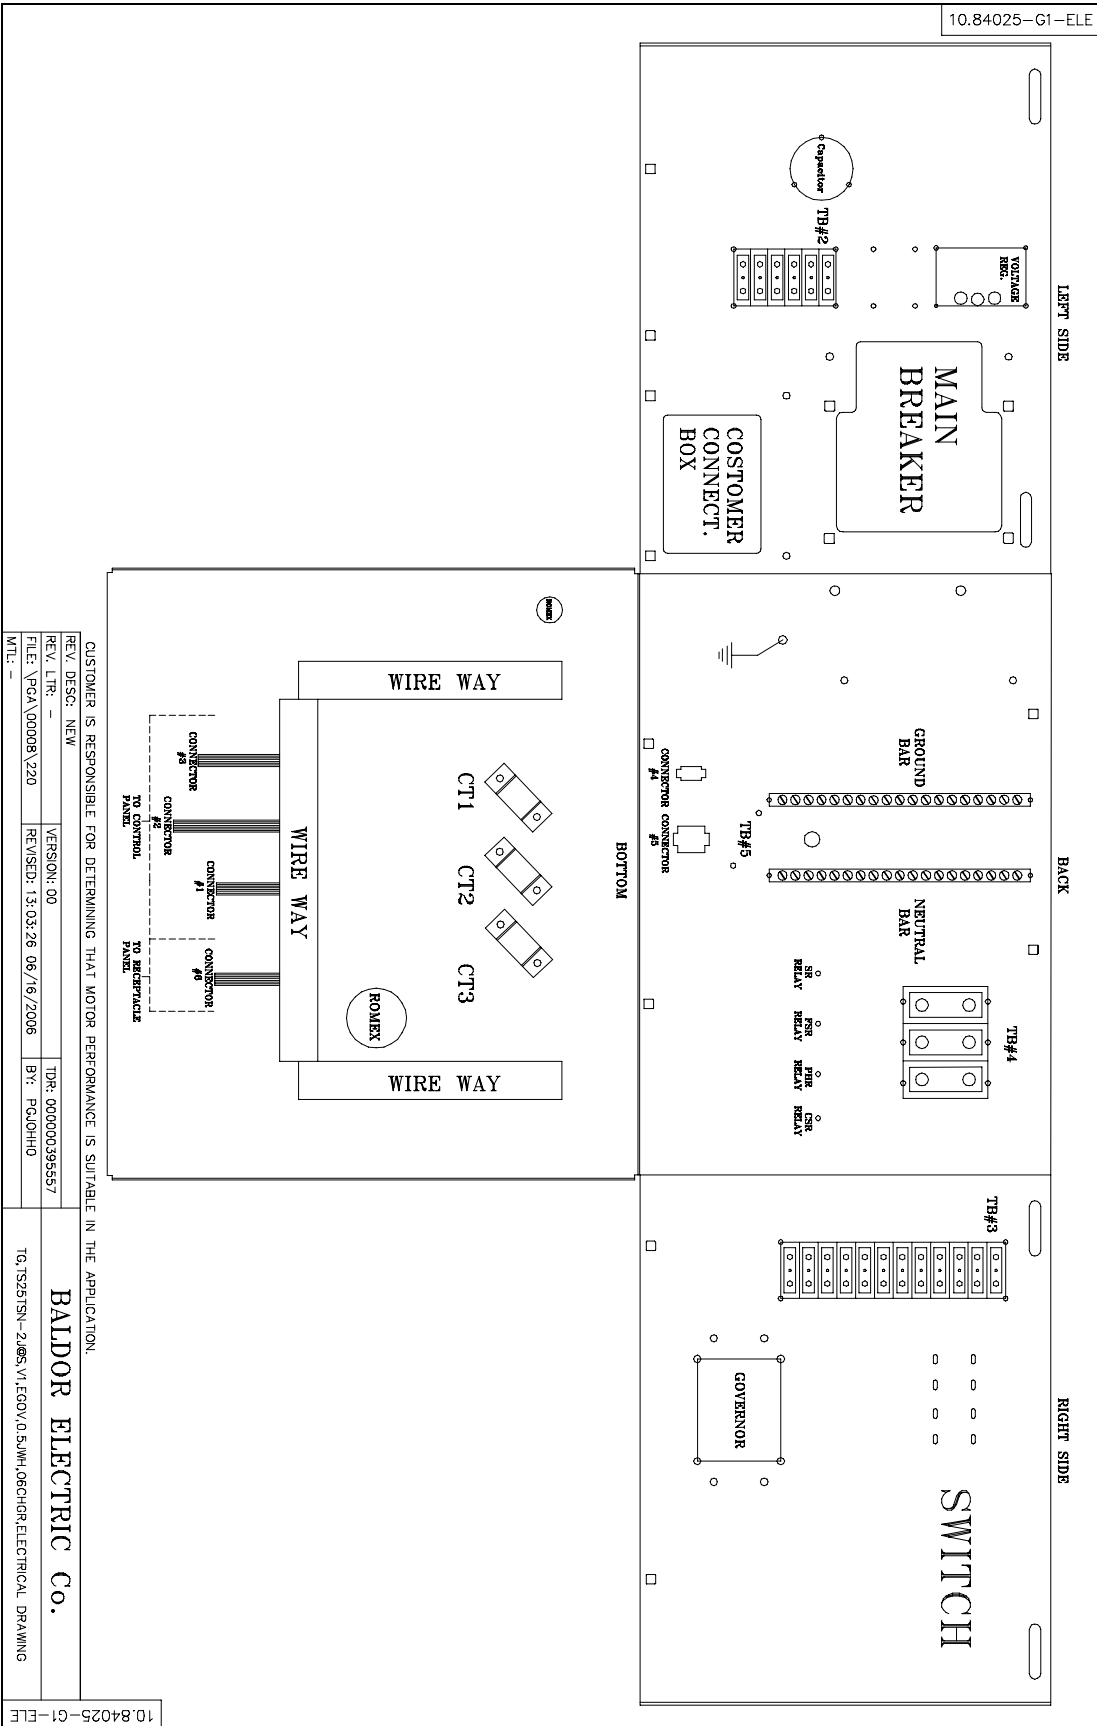 10.84025-G1-ELE
LEFT SIDE
Capacitor
TB#2
VOLTAGE
REG.
MAIN
BREAKER
COSTOMER
CONNECT.
BOX
BACK
GROUND
BAR
NEUTRAL
BAR
CONNECTOR
#4
CONNECTOR
#5
TB#5
TB#4
SR
RELAY
FSR
RELAY
PHR
RELAY
CSR
RELAY
RIGHT SIDE
TB#3
GOVERNOR
SWITCH
BOTTOM
ROMEX
WIRE WAY
CT1
CT2
CT3
WIRE WAY
ROMEX
WIRE WAY
CONNECTOR
#3
CONNECTOR
#2
CONNECTOR
#1
CONNECTOR
#6
TO CONTROL
PANEL
TO RECEPTACLE
PANEL
CUSTOMER IS RESPONSIBLE FOR DETERMINING THAT MOTOR PERFORMANCE IS SUITABLE IN THE APPLICATION.
REV. DESC: NEW
REV. LTR: -
VERSION: 00
TDR: 000000395557
FILE: \PGA\00008\220
REVISED: 13:03:26 06/16/2006
BY: PGJOHHO
MTL: -
BALDOR ELECTRIC Co.
TG,TS25TSN-2J@S,V1,EGOV,0.5JWH,06CHGR,ELECTRICAL DRAWING
10.84025-G1-ELE